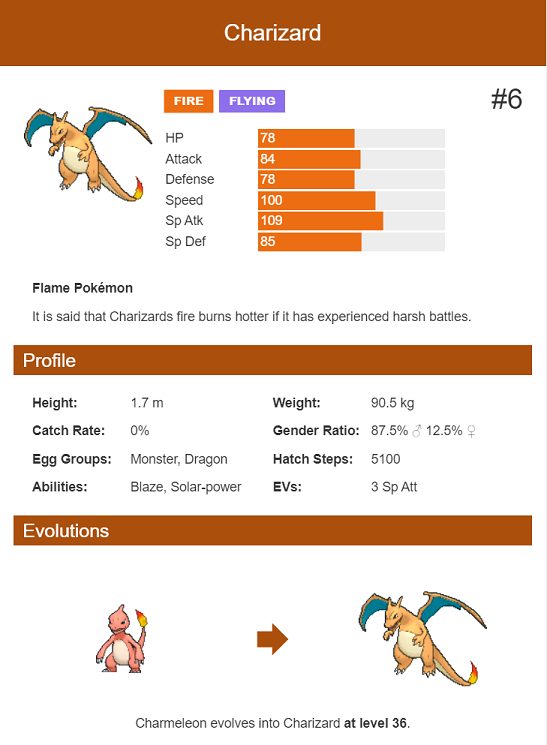 Charizard
FIRE FLYING #6
HP 78
Attack 84
Defense 78
Speed 100
Sp Atk 109
Sp Def 85
Flame Pokémon
It is said that Charizards fire burns hotter if it has experienced harsh battles.
Profile
Height: 1.7 m Weight: 90.5 kg
Catch Rate: 0% Gender Ratio: 87.5% ♂ 12.5% ♀
Egg Groups: Monster, Dragon Hatch Steps: 5100
Abilities: Blaze, Solar-power EVs: 3 Sp Att
Evolutions
Charmeleon evolves into Charizard at level 36.